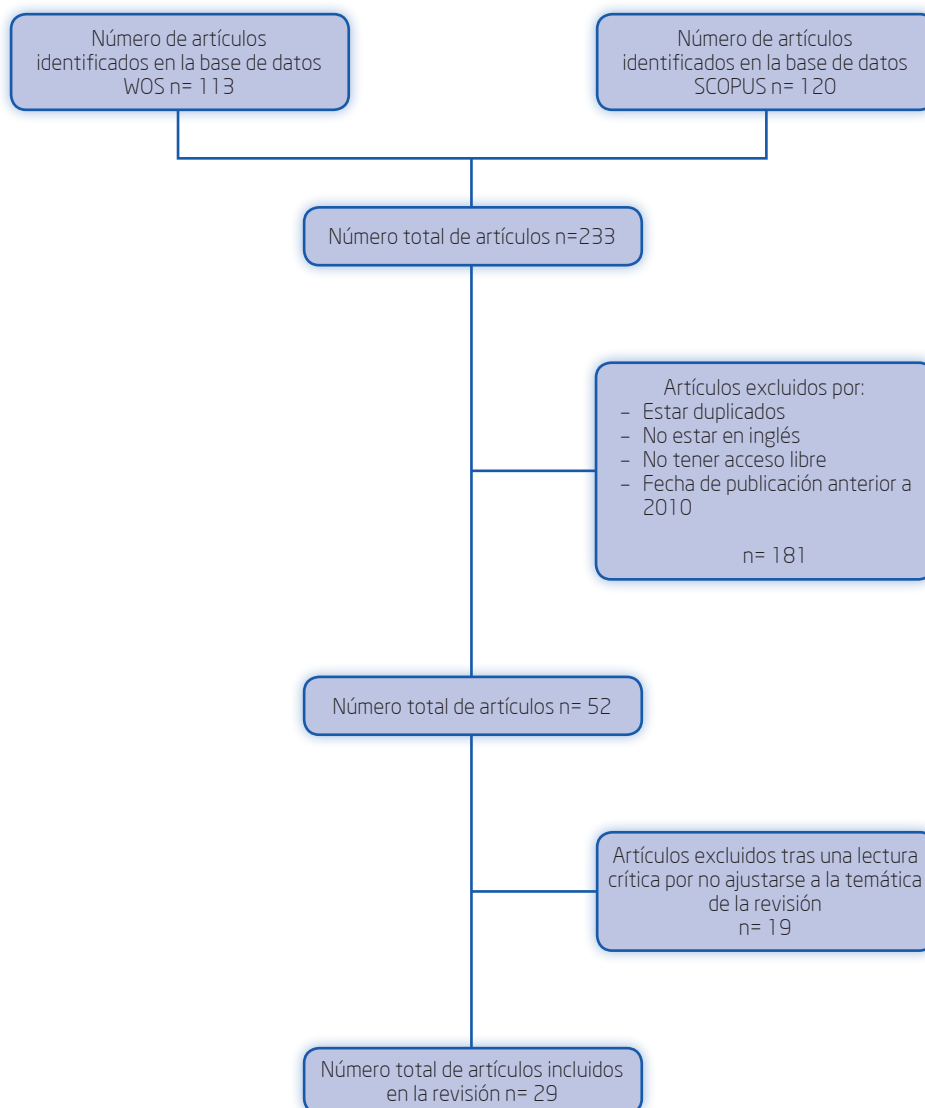 Número de artículos
identificados en la base de datos
WOS n= 113
Número de artículos
identificados en la base de datos
SCOPUS n= 120
Número total de artículos n=233
Artículos excluidos por:
– Estar duplicados
– No estar en inglés
– No tener acceso libre
– Fecha de publicación anterior a
2010
n= 181
Número total de artículos n= 52
Artículos excluidos tras una lectura
crítica por no ajustarse a la temática
de la revisión
n= 19
Número total de artículos incluidos
en la revisión n= 29